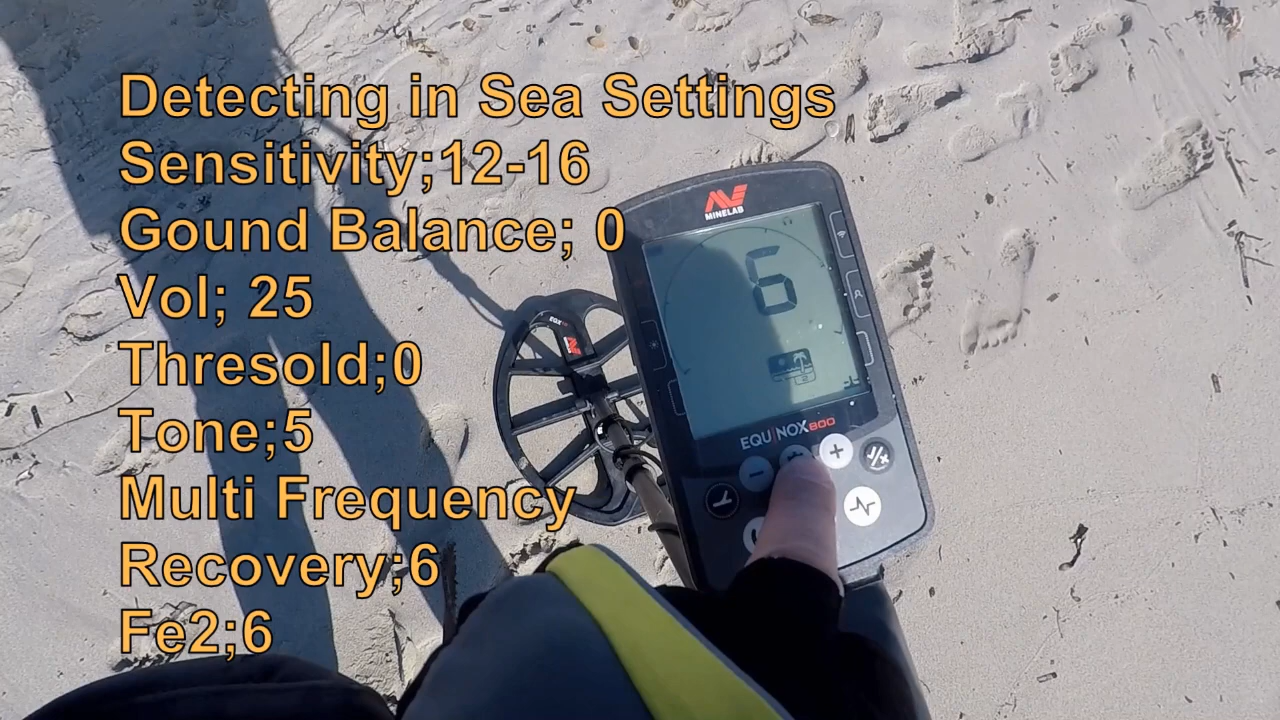 Detecting in Sea Settings
Sensitivity;12-16
Gound Balance; 0
Vol; 25
Thresold;0
Tone;5
Multi Frequency
Recovery;6
Fe2;6
MINELAB
6
EQUINOX 800
EQX